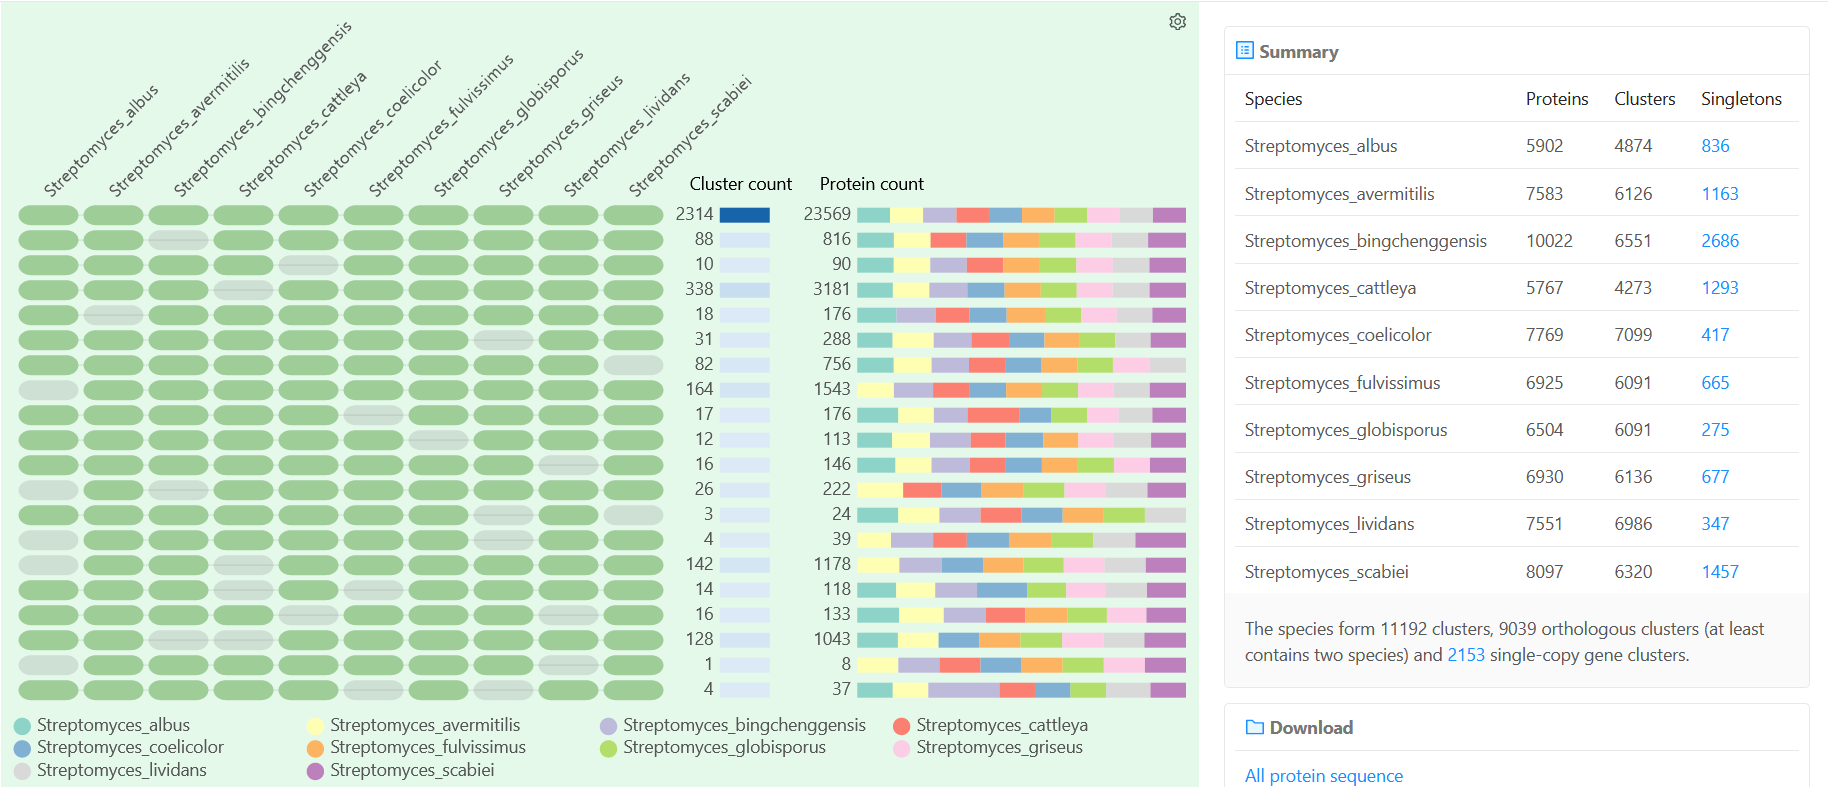 Streptomyces_albus
Streptomyces_avermitilis
Streptomyces_bingchenggensis
Streptomyces_cattleya
Streptomyces_coelicolor
Streptomyces_fulvissimus
Streptomyces_globisporus
Streptomyces_griseus
Streptomyces_lividans
Streptomyces_scabiei
Cluster count Protein count
2314 23569
88 816
10 90
338 3181
18 176
31 288
82 756
164 1543
17 176
12 113
16 146
26 222
3 24
4 39
142 1178
14 118
16 133
128 1043
1 8
4 37
Streptomyces_albus Streptomyces_avermitilis Streptomyces_bingchenggensis Streptomyces_cattleya
Streptomyces_coelicolor Streptomyces_fulvissimus Streptomyces_globisporus Streptomyces_griseus
Streptomyces_lividans Streptomyces_scabiei
Summary
Species Proteins Clusters Singletons
Streptomyces_albus 5902 4874 836
Streptomyces_avermitilis 7583 6126 1163
Streptomyces_bingchenggensis 10022 6551 2686
Streptomyces_cattleya 5767 4273 1293
Streptomyces_coelicolor 7769 7099 417
Streptomyces_fulvissimus 6925 6091 665
Streptomyces_globisporus 6504 6091 275
Streptomyces_griseus 6930 6136 677
Streptomyces_lividans 7551 6986 347
Streptomyces_scabiei 8097 6320 1457
The species form 11192 clusters, 9039 orthologous clusters (at least
contains two species) and 2153 single-copy gene clusters.
Download
All protein sequence